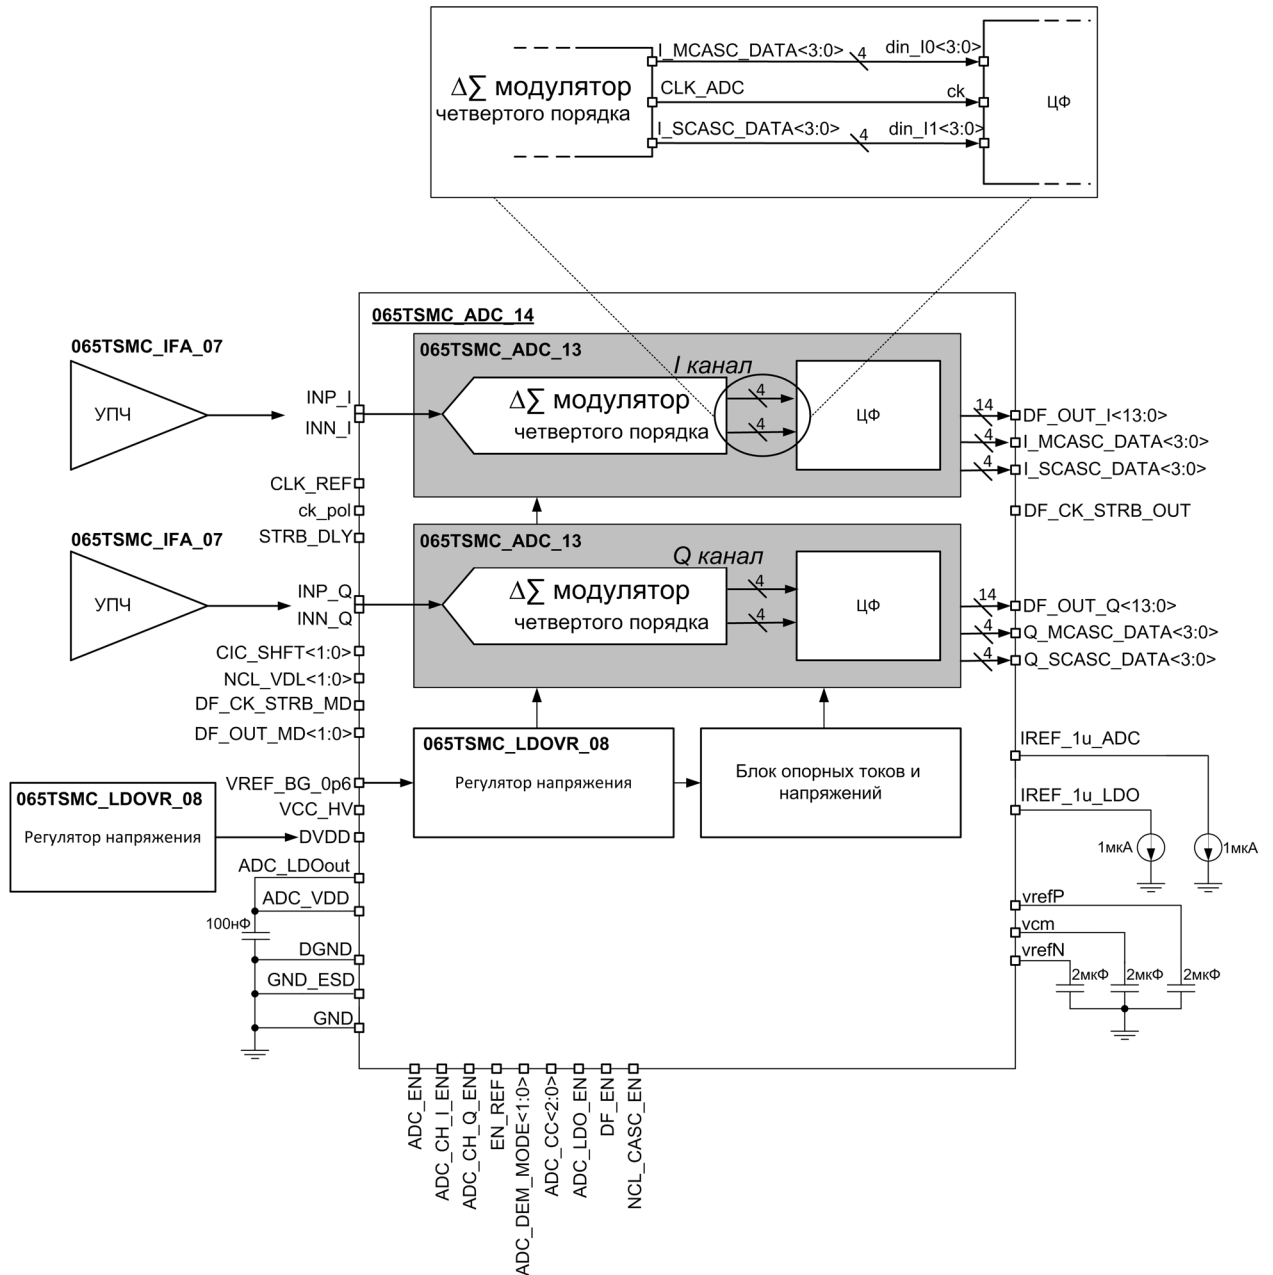 I_MCASC_DATA<3:0>
4
din_I0<3:0>
ΔΣ модулятор
четвертого порядка
CLK_ADC
ck
ЦФ
I_SCASC_DATA<3:0>
4
din_I1<3:0>
065TSMC_ADC_14
065TSMC_IFA_07
УПЧ
INP_I
INN_I
065TSMC_ADC_13
I канал
ΔΣ модулятор
четвертого порядка
4
4
ЦФ
14
DF_OUT_I<13:0>
4
I_MCASC_DATA<3:0>
4
I_SCASC_DATA<3:0>
CLK_REF
ck_pol
STRB_DLY
DF_CK_STRB_OUT
065TSMC_IFA_07
УПЧ
INP_Q
INN_Q
065TSMC_ADC_13
Q канал
ΔΣ модулятор
четвертого порядка
4
4
ЦФ
14
DF_OUT_Q<13:0>
4
Q_MCASC_DATA<3:0>
4
Q_SCASC_DATA<3:0>
CIC_SHFT<1:0>
NCL_VDL<1:0>
DF_CK_STRB_MD
DF_OUT_MD<1:0>
VREF_BG_0p6
VCC_HV
DVDD
065TSMC_LDOVR_08
Регулятор напряжения
065TSMC_LDOVR_08
Регулятор напряжения
Блок опорных токов и
напряжений
IREF_1u_ADC
IREF_1u_LDO
1мкА
1мкА
ADC_LDOout
ADC_VDD
100нФ
DGND
GND_ESD
GND
vrefP
vcm
vrefN
2мкФ
2мкФ
2мкФ
ADC_EN
ADC_CH_I_EN
ADC_CH_Q_EN
EN_REF
ADC_DEM_MODE<1:0>
ADC_CC<2:0>
ADC_LDO_EN
DF_EN
NCL_CASC_EN